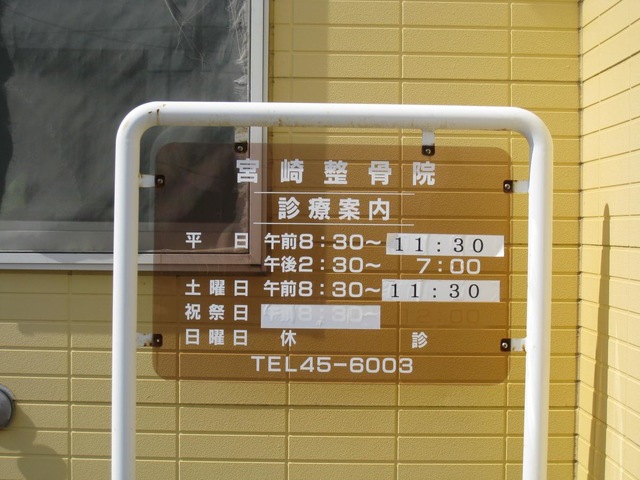 宮崎整骨院
診療案内
平日 午前8:30〜 11:30
午後2:30〜 7:00
土曜日 午前8:30〜 11:30
祝祭日
日曜日 休診
TEL45-6003